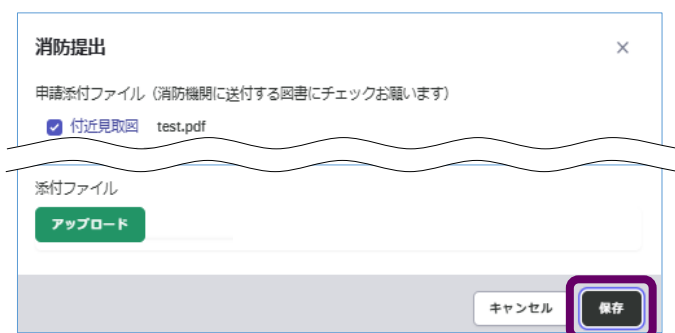 消防提出
申請添付ファイル（消防機関に送付する図書にチェックお願います）
付近見取図 test.pdf
添付ファイル
アップロード
キャンセル 保存